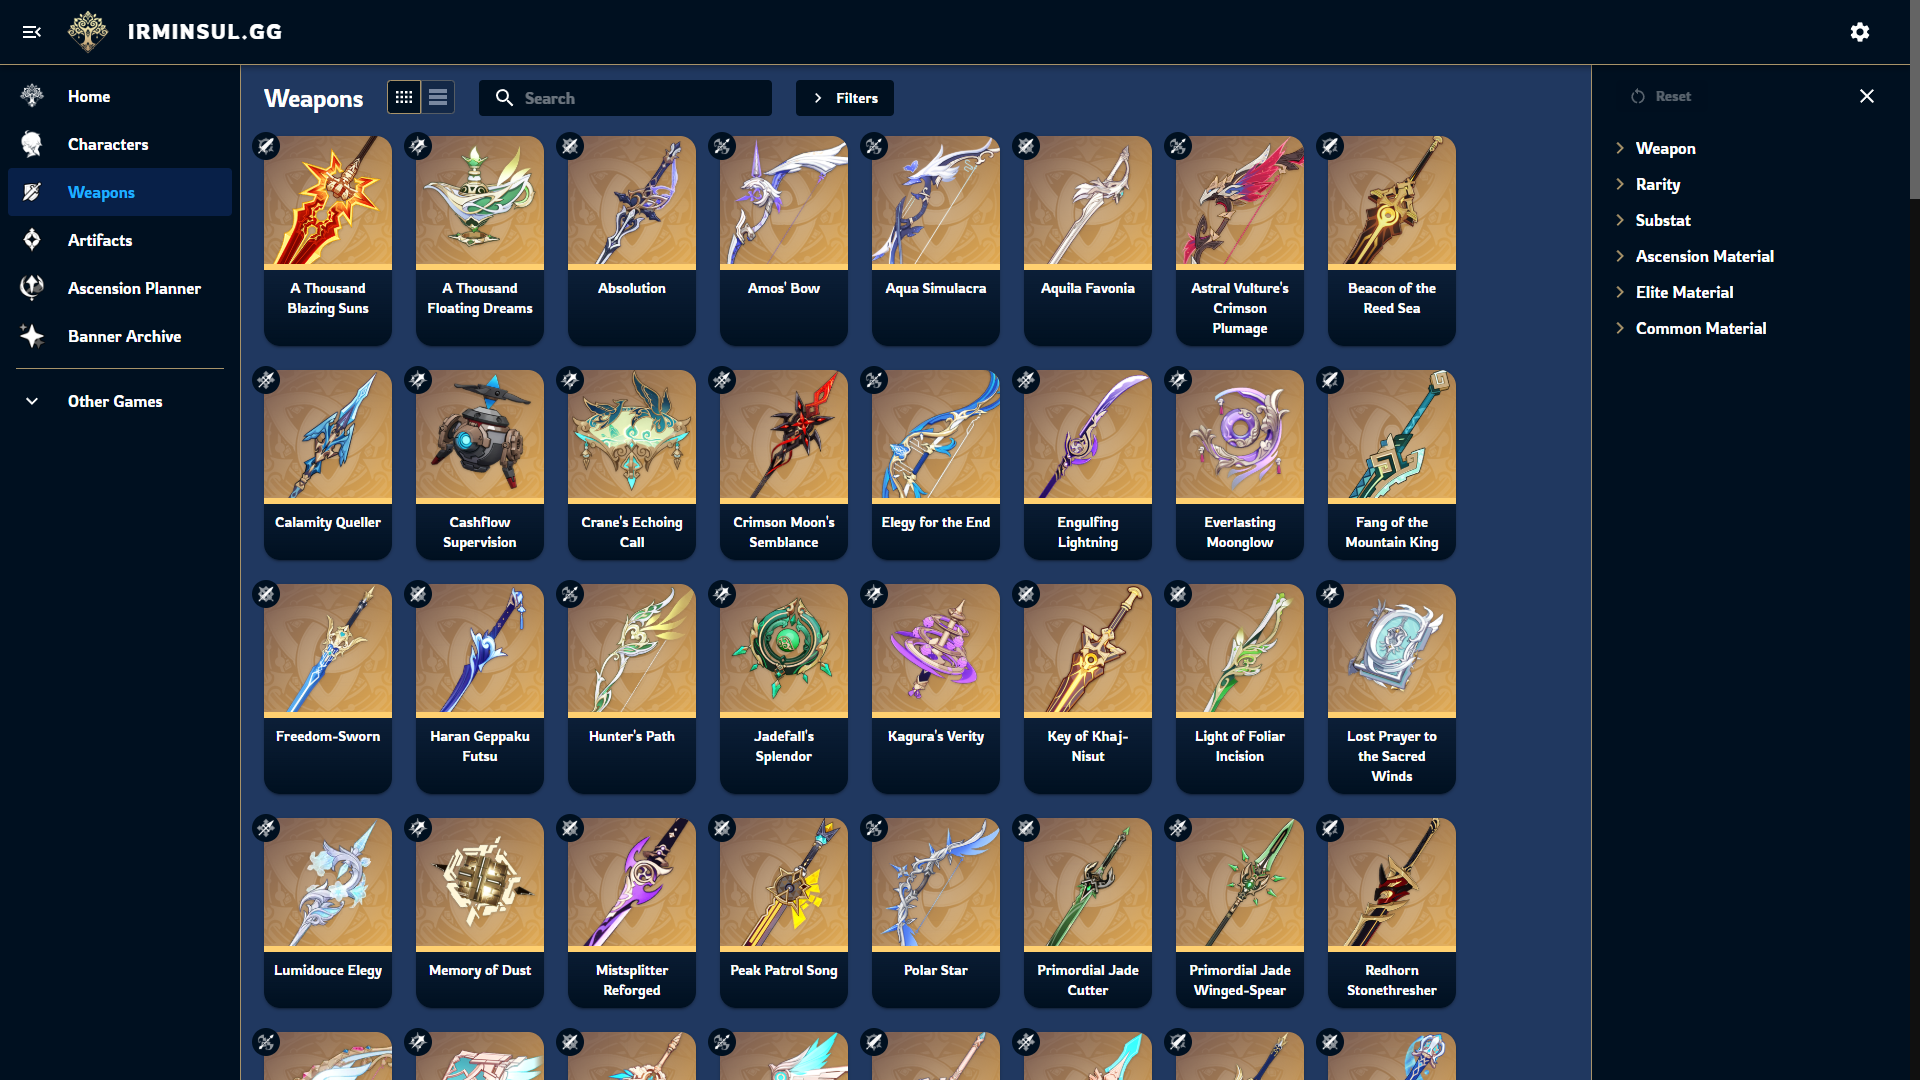 IRMINSUL.GG
Home
Characters
Weapons
Artifacts
Ascension Planner
Banner Archive
Other Games
Weapons
Search
Filters
A Thousand
Blazing Suns
A Thousand
Floating Dreams
Absolution
Amos' Bow
Aqua Simulacra
Aquila Favonia
Astral Vulture's
Crimson
Plumage
Beacon of the
Reed Sea
Calamity Queller
Cashflow
Supervision
Crane's Echoing
Call
Crimson Moon's
Semblance
Elegy for the End
Engulfing
Lightning
Everlasting
Moonglow
Fang of the
Mountain King
Freedom-Sworn
Haran Geppaku
Futsu
Hunter's Path
Jadefall's
Splendor
Kagura's Verity
Key of Khaj-
Nisut
Light of Foliar
Incision
Lost Prayer to
the Sacred
Winds
Lumidouce Elegy
Memory of Dust
Mistsplitter
Reforged
Peak Patrol Song
Polar Star
Primordial Jade
Cutter
Primordial Jade
Winged-Spear
Redhorn
Stonethresher
Reset
Weapon
Rarity
Substat
Ascension Material
Elite Material
Common Material